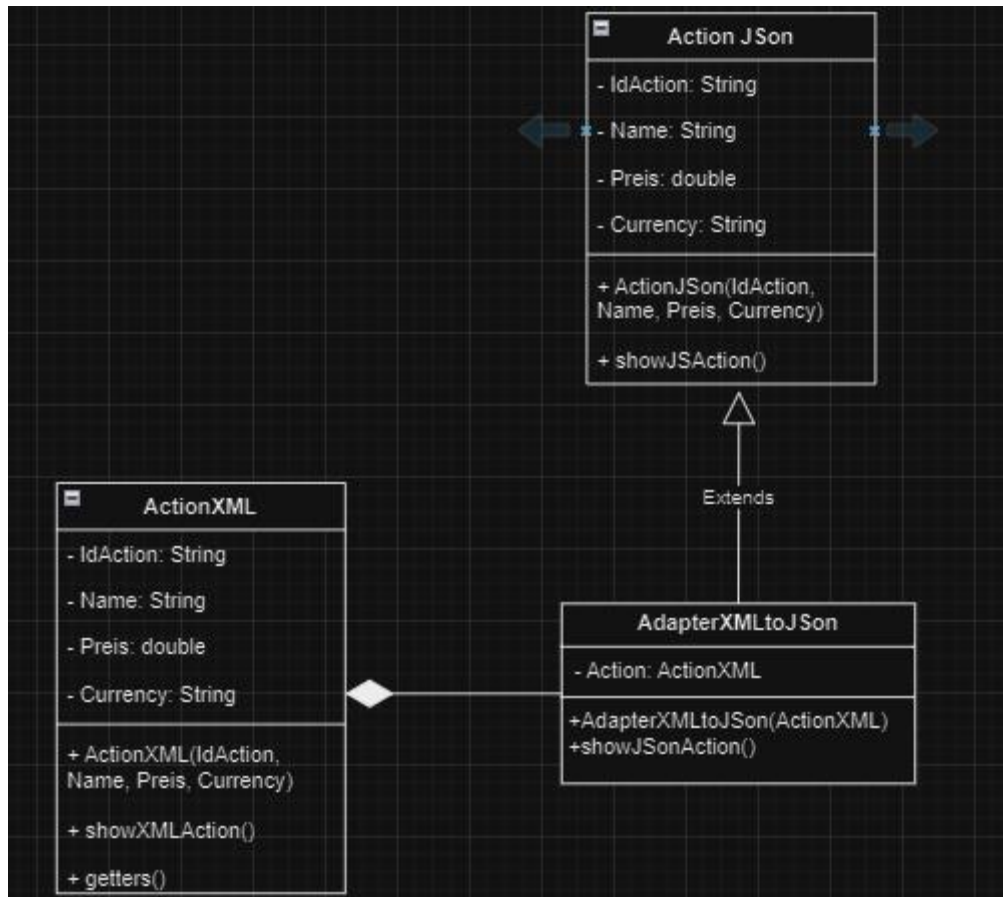 Action JSon
- IdAction: String
- Name: String
- Preis: double
- Currency: String
+ ActionJSon(IdAction,
Name, Preis, Currency)
+ showJSAction()
Extends
ActionXML
- IdAction: String
- Name: String
- Preis: double
- Currency: String
+ ActionXML(IdAction,
Name, Preis, Currency)
+ showXMLAction()
+ getters()
AdapterXMLtoJSon
- Action: ActionXML
+AdapterXMLtoJSon(ActionXML)
+showJSonAction()